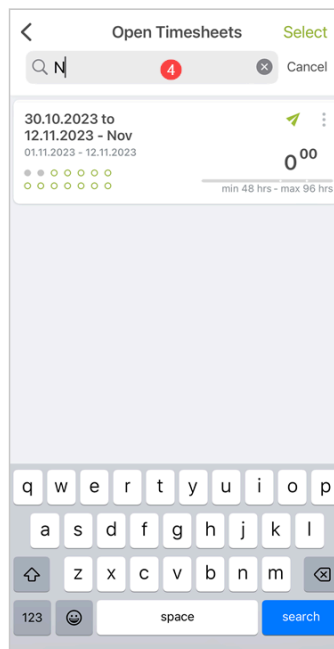 Open Timesheets Select
N 4 Cancel
30.10.2023 to
12.11.2023 - Nov
01.11.2023 - 12.11.2023
0 00
min 48 hrs - max 96 hrs
q w e r t y u i o p
a s d f g h j k l
z x c v b n m
123 space search